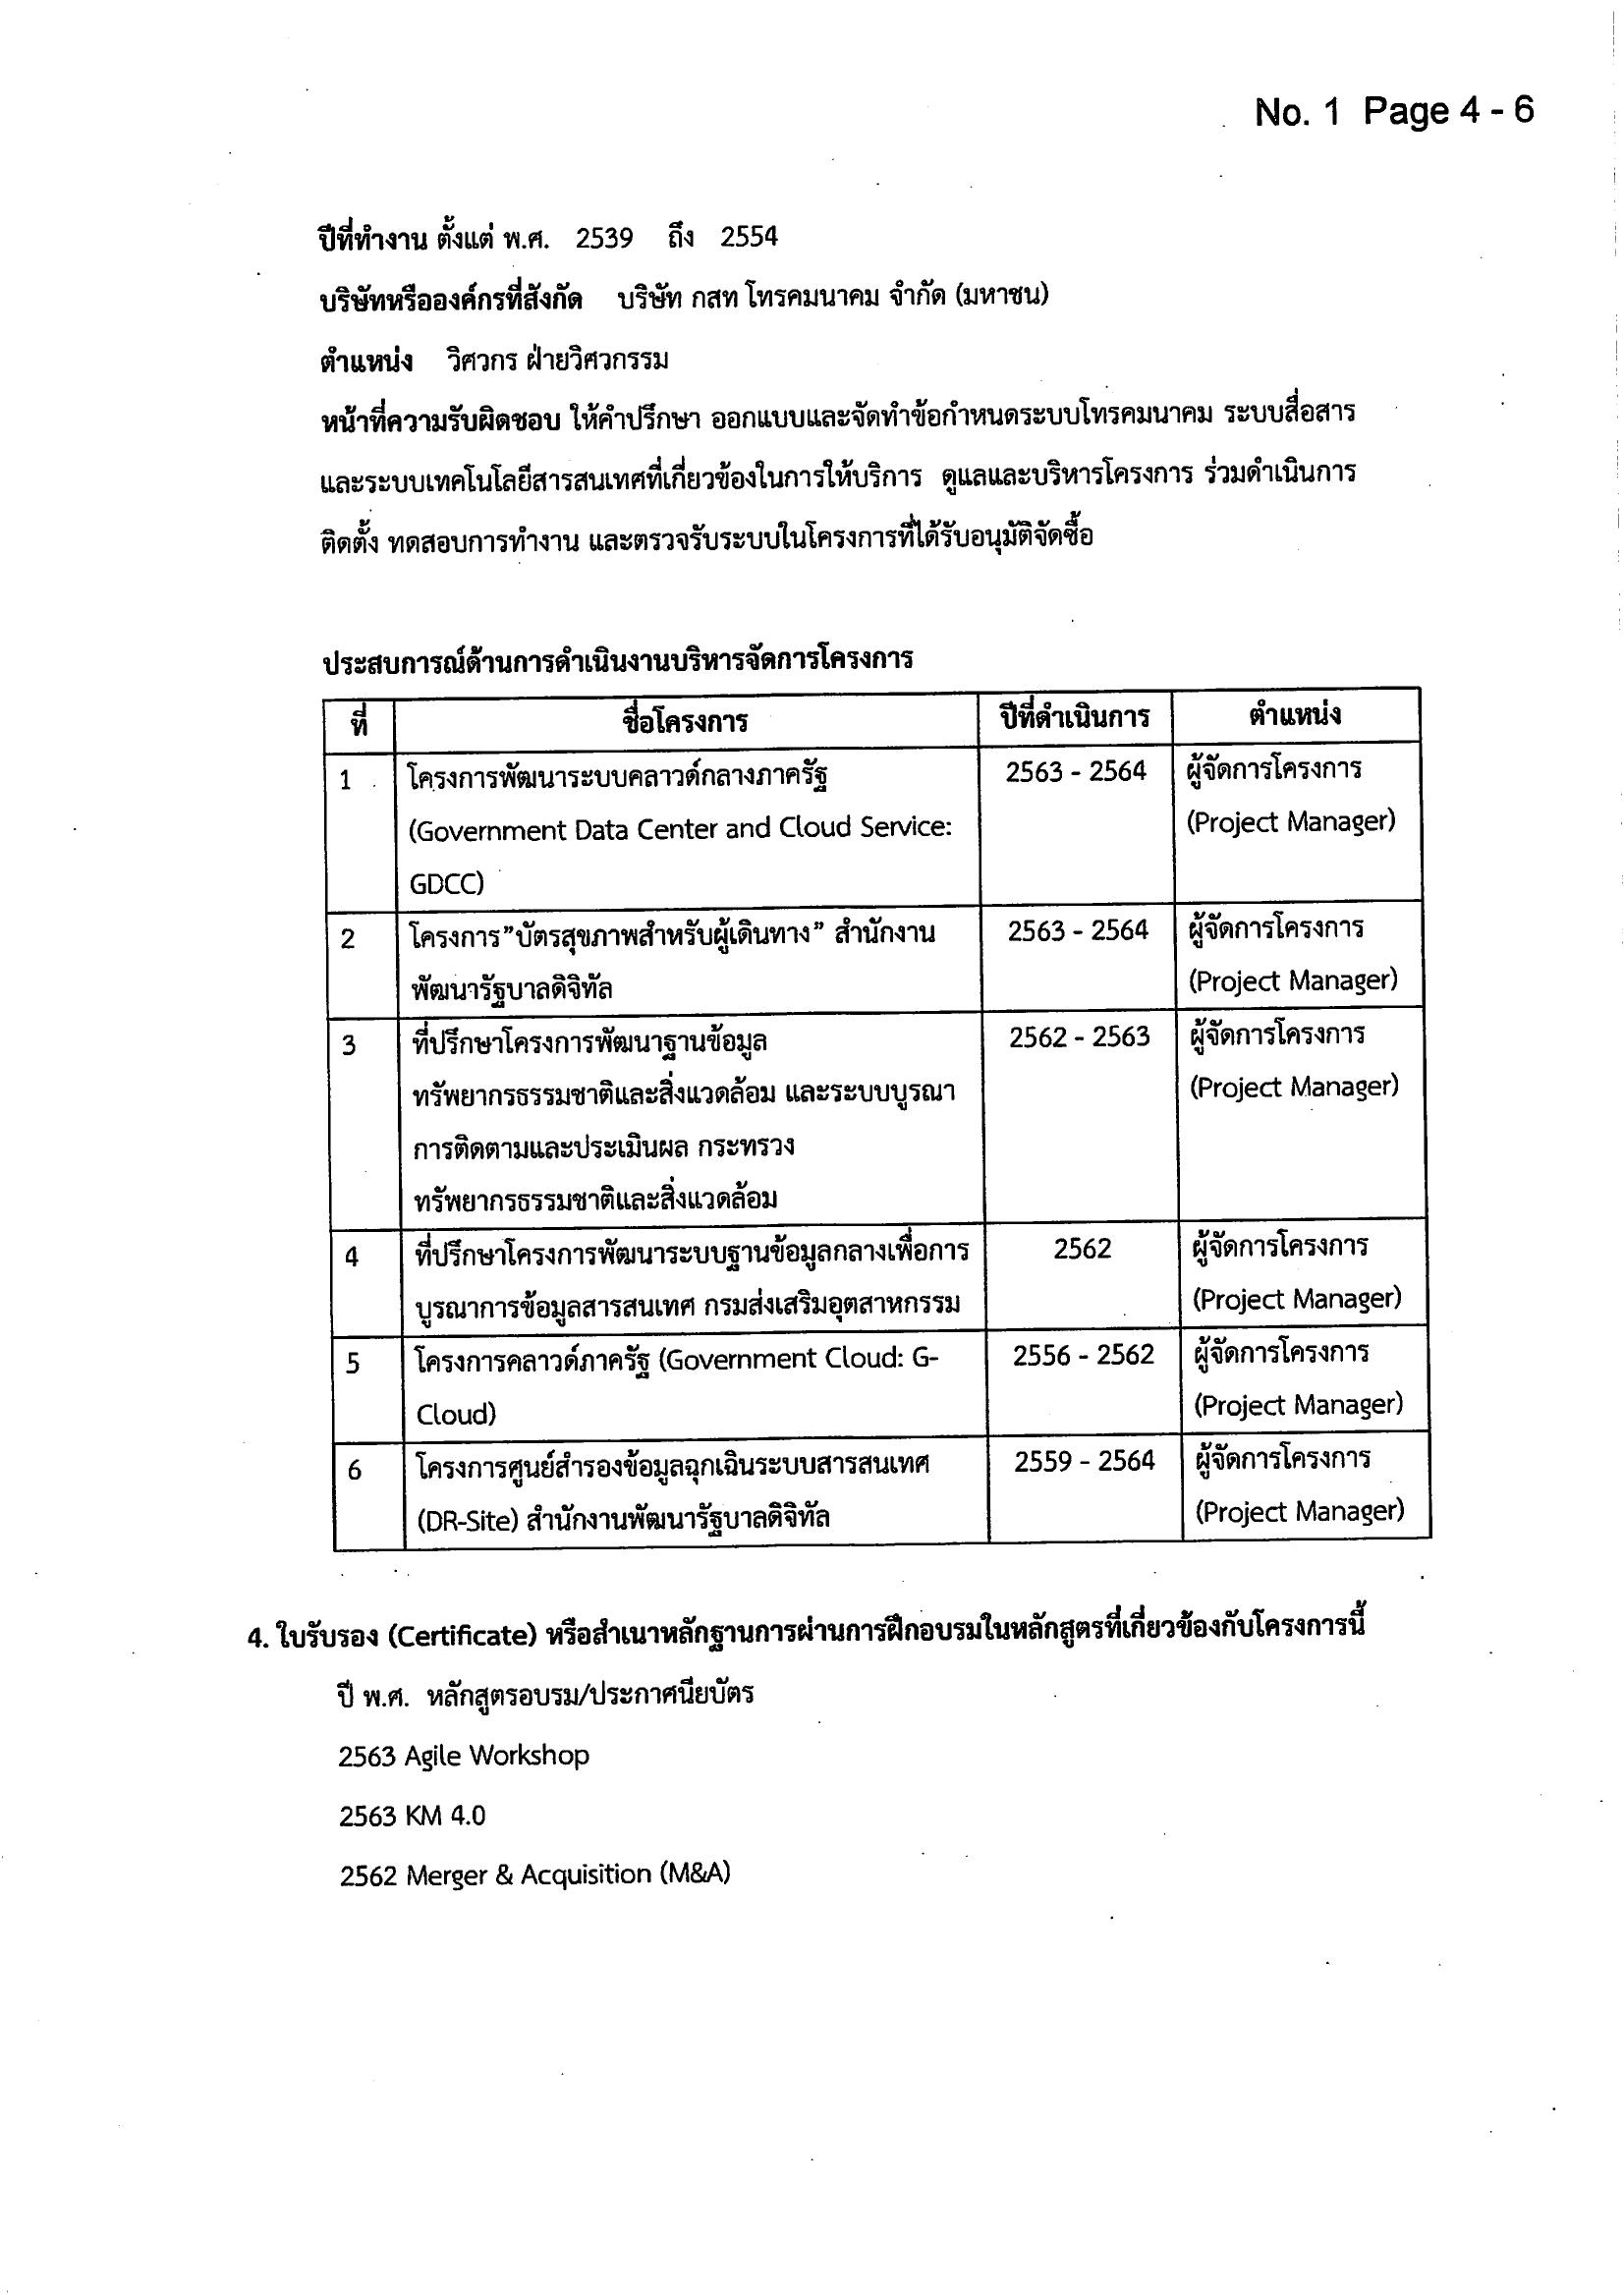 No. 1 Page 4 - 6
ปีที่ทำงาน ตั้งแต่ พ.ศ. 2539 ถึง 2554
บริษัทหรือองค์กรที่สังกัด บริษัท กสท โทรคมนาคม จำกัด (มหาชน)
ตำแหน่ง วิศวกร ฝ่ายวิศวกรรม
หน้าที่ความรับผิดชอบ ให้คำปรึกษา ออกแบบและจัดทำข้อกำหนดระบบโทรคมนาคม ระบบสื่อสาร
และระบบเทคโนโลยีสารสนเทศที่เกี่ยวข้องในการให้บริการ ดูแลและบริหารโครงการ ร่วมดำเนินการ
ติดตั้ง ทดสอบการทำงาน และตรวจรับระบบในโครงการที่ได้รับอนุมัติจัดซื้อ
ประสบการณ์ด้านการดำเนินงานบริหารจัดการโครงการ
ที่ ชื่อโครงการ ปีที่ดำเนินการ ตำแหน่ง
1 โครงการพัฒนาระบบคลาวด์กลางภาครัฐ 2563 - 2564 ผู้จัดการโครงการ
(Government Data Center and Cloud Service: (Project Manager)
GDCC)
2 โครงการ"บัตรสุขภาพสำหรับผู้เดินทาง" สำนักงาน 2563 - 2564 ผู้จัดการโครงการ
พัฒนารัฐบาลดิจิทัล (Project Manager)
3 ที่ปรึกษาโครงการพัฒนาฐานข้อมูล 2562 - 2563 ผู้จัดการโครงการ
ทรัพยากรธรรมชาติและสิ่งแวดล้อม และระบบบูรณา (Project Manager)
การติดตามและประเมินผล กระทรวง
ทรัพยากรธรรมชาติและสิ่งแวดล้อม
4 ที่ปรึกษาโครงการพัฒนาระบบฐานข้อมูลกลางเพื่อการ 2562 ผู้จัดการโครงการ
บูรณาการข้อมูลสารสนเทศ กรมส่งเสริมอุตสาหกรรม (Project Manager)
5 โครงการคลาวด์ภาครัฐ (Government Cloud: G- 2556 - 2562 ผู้จัดการโครงการ
Cloud) (Project Manager)
6 โครงการศูนย์สำรองข้อมูลฉุกเฉินระบบสารสนเทศ 2559 - 2564 ผู้จัดการโครงการ
(DR-Site) สำนักงานพัฒนารัฐบาลดิจิทัล (Project Manager)
4. ใบรับรอง (Certificate) หรือสำเนาหลักฐานการผ่านการฝึกอบรมในหลักสูตรที่เกี่ยวข้องกับโครงการนี้
ปี พ.ศ. หลักสูตรอบรม/ประกาศนียบัตร
2563 Agile Workshop
2563 KM 4.0
2562 Merger & Acquisition (M&A)